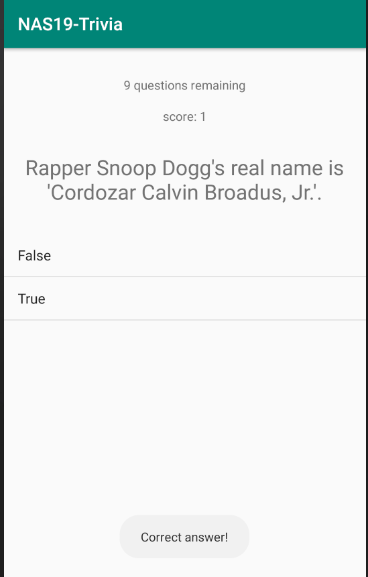 NAS19-Trivia
9 questions remaining
score: 1
Rapper Snoop Dogg's real name is
'Cordozar Calvin Broadus, Jr.'.
False
True
Correct answer!